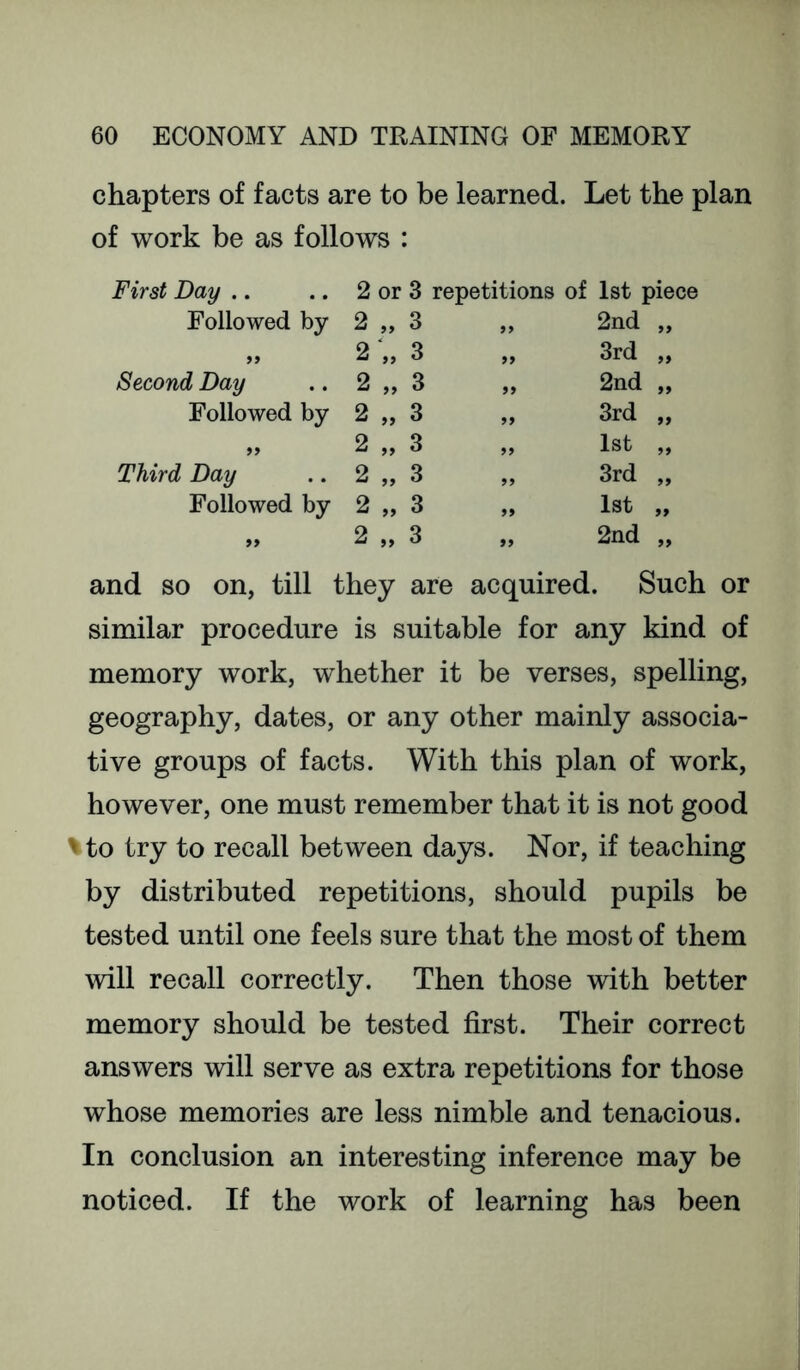 60 ECONOMY AND TRAINING OF MEMORY
chapters of facts are to be learned. Let the plan
of work be as follows :
First Day .. .. 2 or 3 repetitions of 1st piece
Followed by 2 ,, 3 ,, 2nd ,,
,, 2 ,, 3 ,, 3rd ,,
Second Day .. 2 ,, 3 ,, 2nd ,,
Followed by 2 ,, 3 ,, 3rd ,,
,, 2 ,, 3 ,, 1st ,,
Third Day .. 2 ,, 3 ,, 3rd ,,
Followed by 2 ,, 3 ,, 1st ,,
,, 2 ,, 3 ,, 2nd ,,
and so on, till they are acquired. Such or
similar procedure is suitable for any kind of
memory work, whether it be verses, spelling,
geography, dates, or any other mainly associa-
tive groups of facts. With this plan of work,
however, one must remember that it is not good
to try to recall between days. Nor, if teaching
by distributed repetitions, should pupils be
tested until one feels sure that the most of them
will recall correctly. Then those with better
memory should be tested first. Their correct
answers will serve as extra repetitions for those
whose memories are less nimble and tenacious.
In conclusion an interesting inference may be
noticed. If the work of learning has been